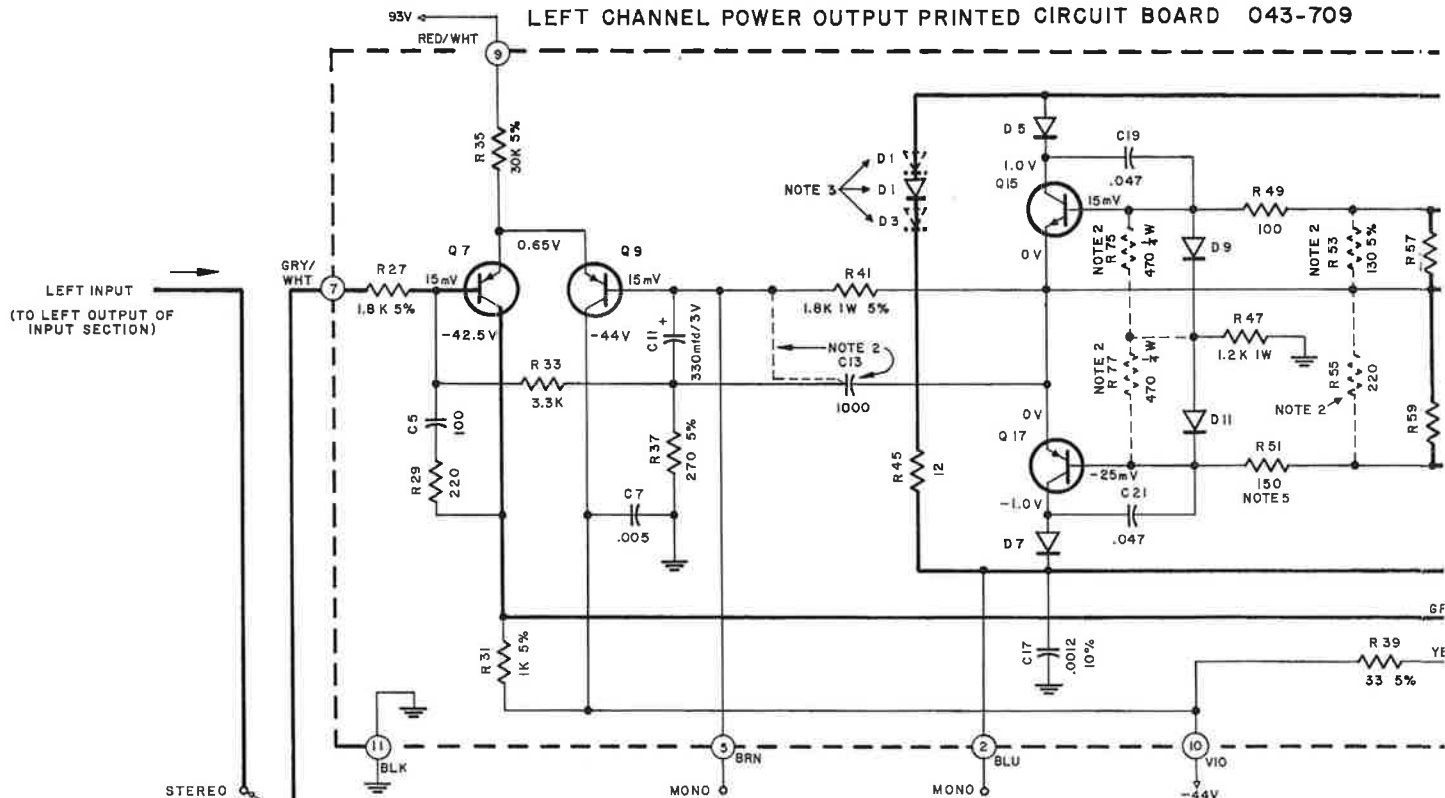 LEFT CHANNEL POWER OUTPUT PRINTED CIRCUIT BOARD 043-709
93V
RED/WHT
9
R35
30K 5%
D5
C19
.047
1.0V
Q15
15mV
0V
D1
D1
D3
NOTE 3
R49
100
NOTE 2
R75
470 ½W
D9
NOTE 2
R53
130 5%
R57
Q7
0.65V
Q9
GRY/
WHT
7
R27
1.8K 5%
15mV
15mV
-42.5V
-44V
LEFT INPUT
(TO LEFT OUTPUT OF
INPUT SECTION)
R41
1.8K 1W 5%
C11
+
330mfd/3V
NOTE 2
C13
1000
R33
3.3K
R47
1.2K 1W
NOTE 2
R77
470 ½W
R55
220
NOTE 2
D11
R59
C5
100
R29
220
R37
270 5%
C7
.005
R45
12
0V
Q17
-25mV
-1.0V
C21
.047
R51
150
NOTE 5
D7
R31
1K 5%
C17
.0012
10%
R39
33 5%
11
BLK
5
BRN
2
BLU
10
VIO
STEREO
MONO
MONO
-44V